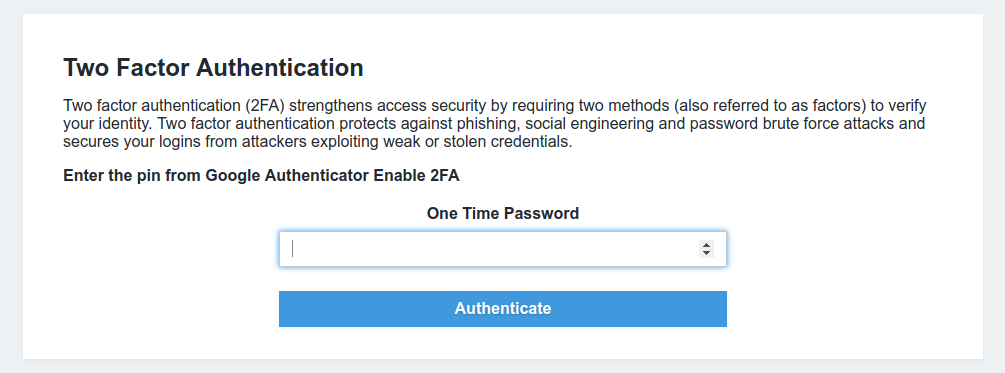 Two Factor Authentication
Two factor authentication (2FA) strengthens access security by requiring two methods (also referred to as factors) to verify
your identity. Two factor authentication protects against phishing, social engineering and password brute force attacks and
secures your logins from attackers exploiting weak or stolen credentials.
Enter the pin from Google Authenticator Enable 2FA
One Time Password
Authenticate